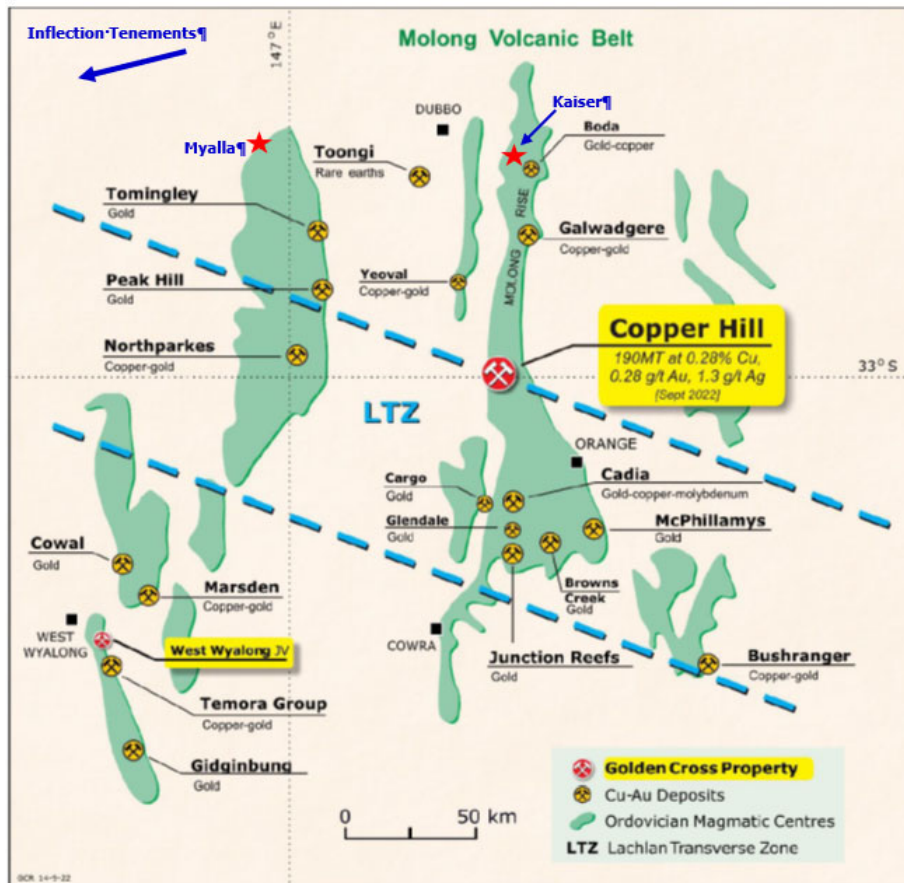 Inflection·Tenements¶
147°E
Molong Volcanic Belt
Kaiser¶
DUBBO
Boda
Gold-copper
Myalla¶
Toongi
Rare earths
Tomingley
Gold
MOLONG RISE
Galwadgere
Copper-gold
Peak Hill
Gold
Yeoval
Copper-gold
Copper Hill
190MT at 0.28% Cu,
0.28 g/t Au, 1.3 g/t Ag
[Sept 2022]
Northparkes
Copper-gold
33°S
LTZ
ORANGE
Cargo
Gold
Cadia
Gold-copper-molybdenum
Glendale
Gold
McPhillamys
Gold
Cowal
Gold
Marsden
Copper-gold
Browns
Creek
Gold
WEST
WYALONG
West Wyalong JV
COWRA
Junction Reefs
Gold
Bushranger
Copper-gold
Temora Group
Copper-gold
Gidginbung
Gold
Golden Cross Property
Cu-Au Deposits
Ordovician Magmatic Centres
LTZ Lachlan Transverse Zone
0 50 km
GCR 14-9-22